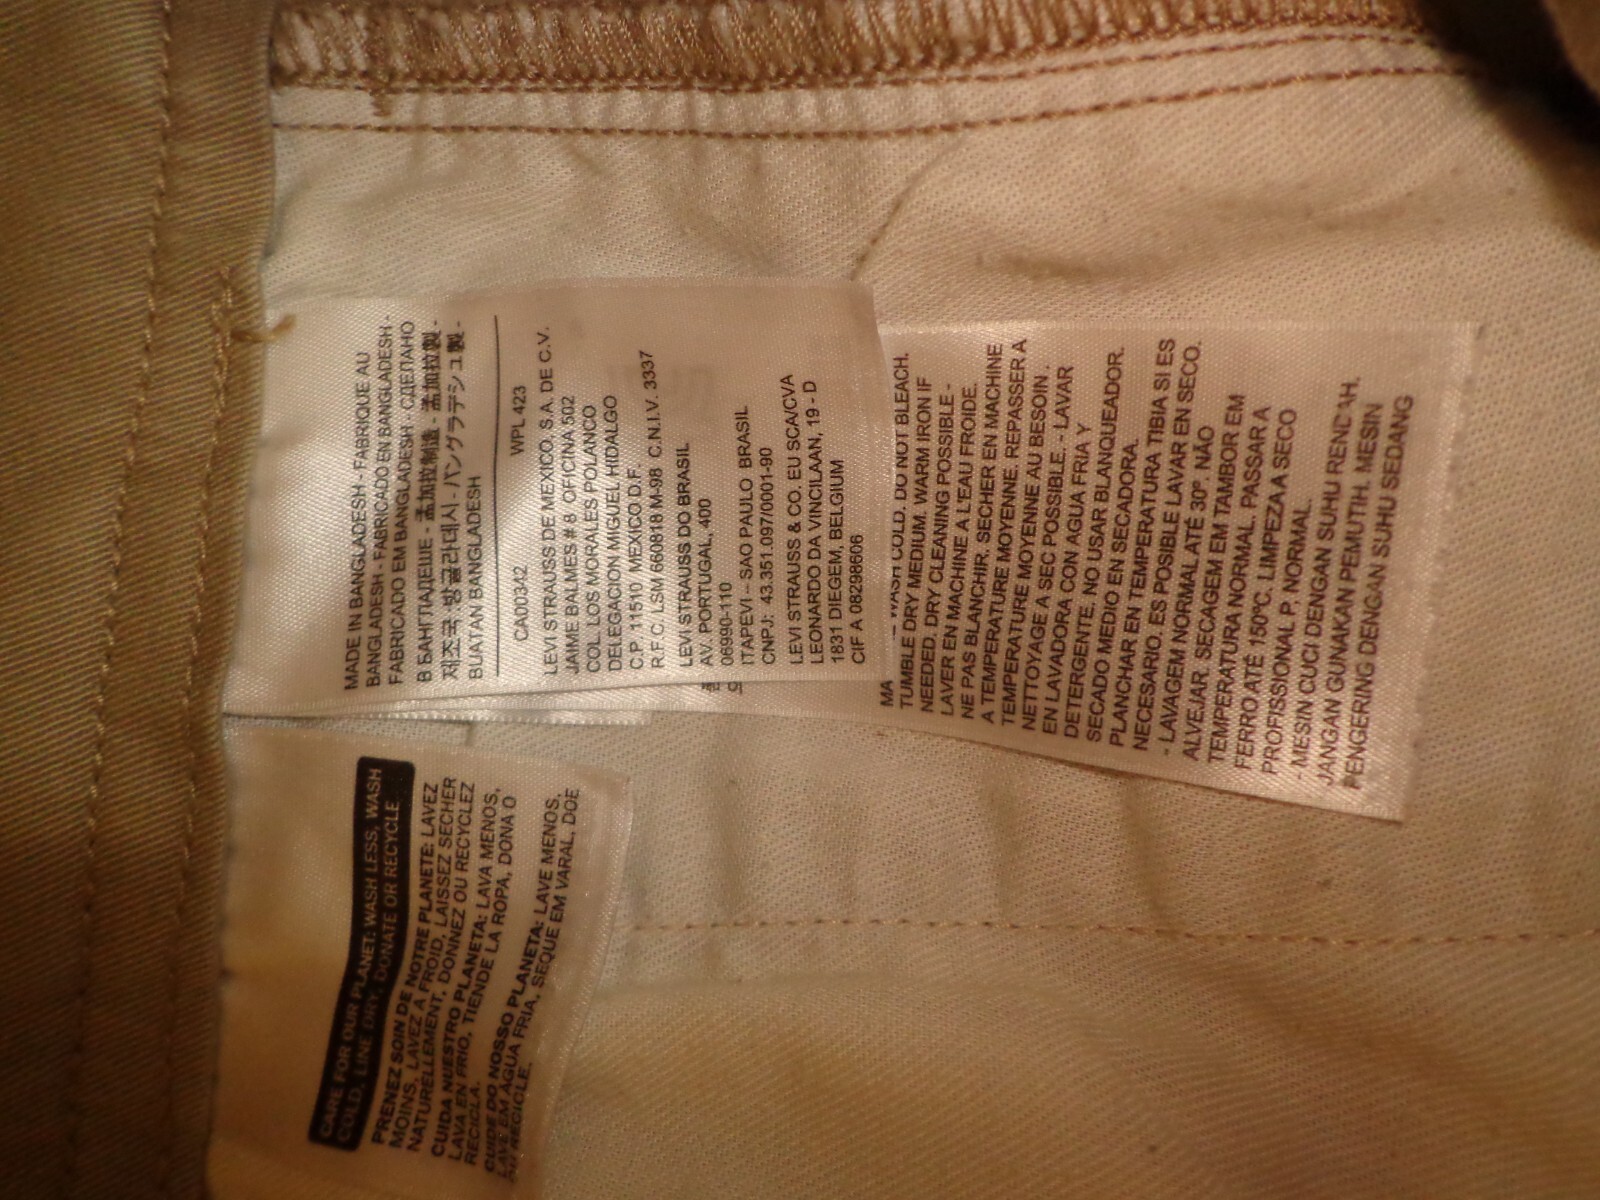 MADE IN BANGLADESH - FABRIQUE AU
BANGLADESH - FABRICADO EN BANGLADESH -
FABRICADO EM BANGLADESH - СДЕЛАНО
В БАНГЛАДЕШЕ - 孟加拉制造 - 孟加拉製 -
제조국 : 방글라데시 - バングラデシュ製 -
BUATAN BANGLADESH
CA00342 WPL 423
LEVI STRAUSS DE MEXICO, S.A. DE C.V.
JAIME BALMES # 8 OFICINA 502
COL. LOS MORALES POLANCO
DELEGACION MIGUEL HIDALGO
C.P. 11510 MEXICO D.F.
R.F.C. LSM 660818 M-98 C.N.I.V. 3337
LEVI STRAUSS DO BRASIL
AV. PORTUGAL, 400
06990-110
ITAPEVI – SAO PAULO BRASIL
CNPJ: 43.351.097/0001-90
LEVI STRAUSS & CO. EU SCA/CVA
LEONARDO DA VINCILAAN, 19 - D
1831 DIEGEM, BELGIUM
CIF A 08298606
WASH COLD. DO NOT BLEACH.
TUMBLE DRY MEDIUM. WARM IRON IF
NEEDED. DRY CLEANING POSSIBLE -
LAVER EN MACHINE A L'EAU FROIDE.
NE PAS BLANCHIR. SECHER EN MACHINE
A TEMPERATURE MOYENNE. REPASSER A
TEMPERATURE MOYENNE AU BESOIN.
NETTOYAGE A SEC POSSIBLE. - LAVAR
EN LAVADORA CON AGUA FRIA Y
DETERGENTE. NO USAR BLANQUEADOR.
SECADO MEDIO EN SECADORA.
PLANCHAR EN TEMPERATURA TIBIA SI ES
NECESARIO. ES POSIBLE LAVAR EN SECO.
- LAVAGEM NORMAL ATÉ 30º. NÃO
ALVEJAR. SECAGEM EM TAMBOR EM
TEMPERATURA NORMAL. PASSAR A
FERRO ATÉ 150ºC. LIMPEZA A SECO
PROFISSIONAL P. NORMAL.
- MESIN CUCI DENGAN SUHU RENDAH.
JANGAN GUNAKAN PEMUTIH. MESIN
PENGERING DENGAN SUHU SEDANG
CARE FOR OUR PLANET: WASH LESS, WASH
COLD, LINE DRY, DONATE OR RECYCLE
PRENEZ SOIN DE NOTRE PLANETE: LAVEZ
MOINS, LAVEZ A FROID, LAISSEZ SECHER
NATURELLEMENT, DONNEZ OU RECYCLEZ
CUIDA NUESTRO PLANETA: LAVA MENOS,
LAVA EN FRIO, TIENDE LA ROPA, DONA O
RECICLA.
CUIDE DO NOSSO PLANETA: LAVE MENOS,
LAVE EM ÁGUA FRIA, SEQUE EM VARAL, DOE
OU RECICLE.